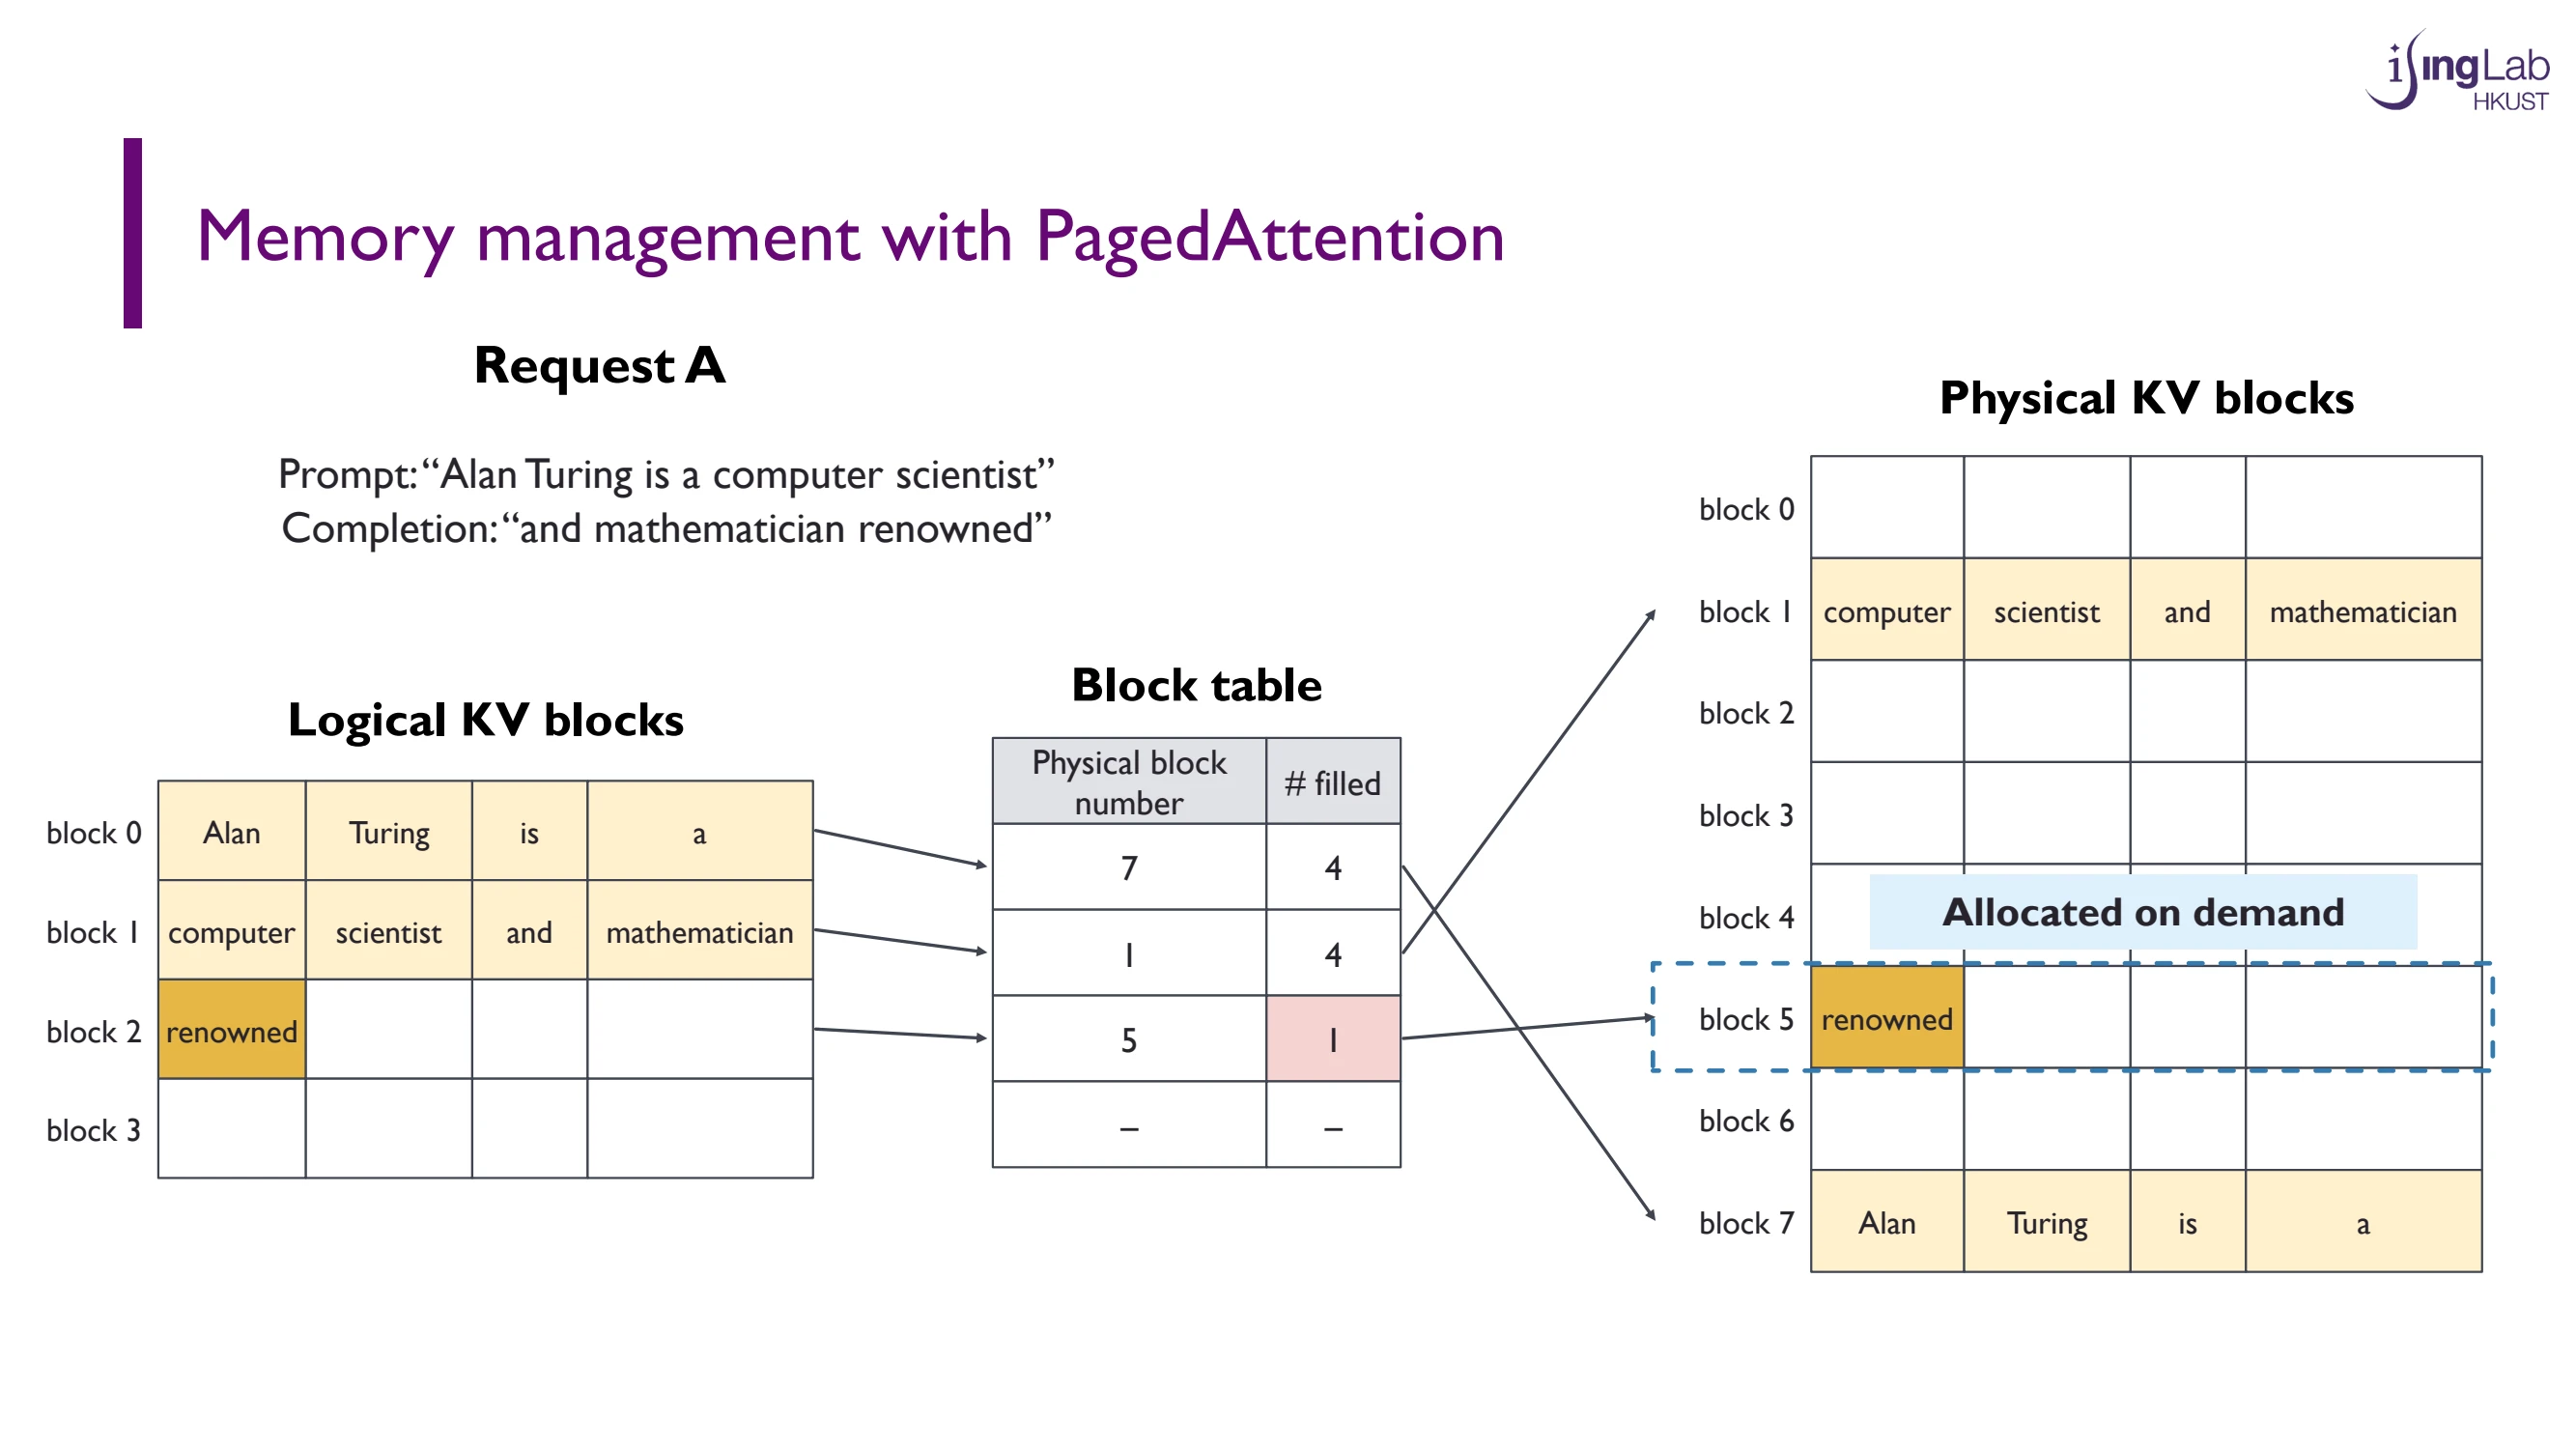 iSingLab
HKUST
Memory management with PagedAttention
Request A
Prompt: “Alan Turing is a computer scientist”
Completion: “and mathematician renowned”
Logical KV blocks
block 0 Alan Turing is a
block 1 computer scientist and mathematician
block 2 renowned
block 3
Block table
Physical block number # filled
7 4
1 4
5 1
– –
Physical KV blocks
block 0
block 1 computer scientist and mathematician
block 2
block 3
block 4 Allocated on demand
block 5 renowned
block 6
block 7 Alan Turing is a